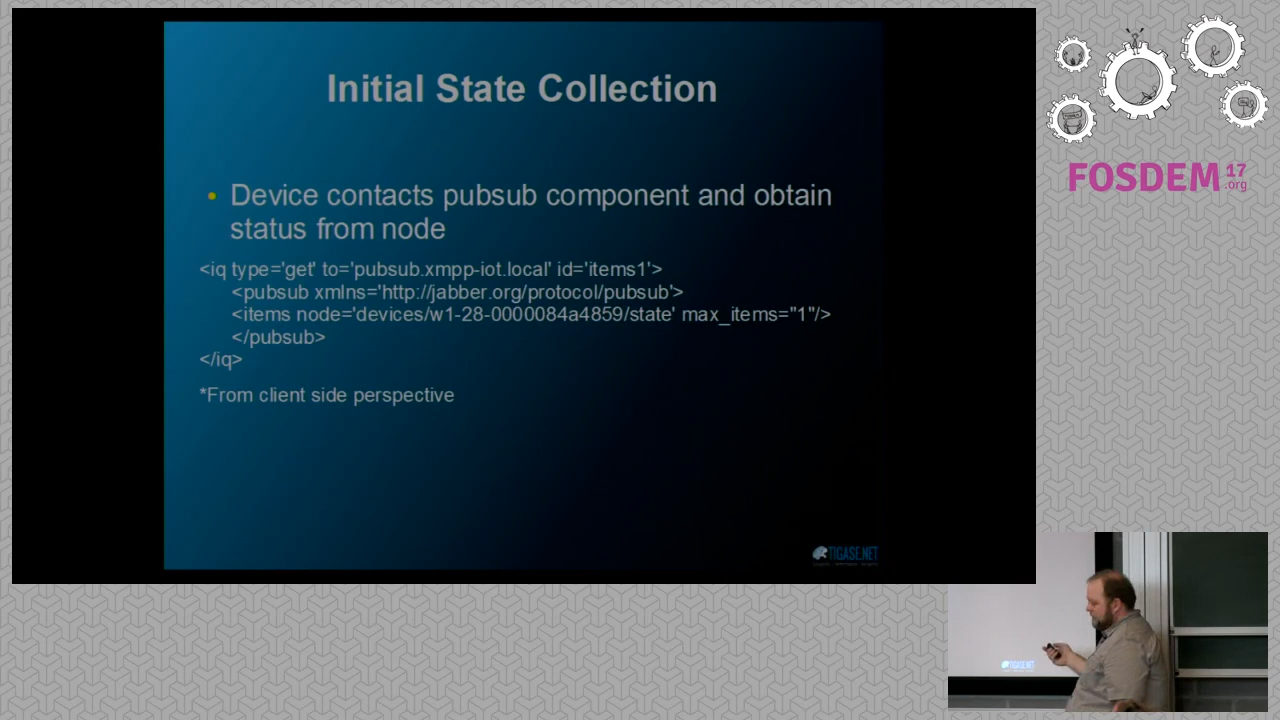 Initial State Collection
• Device contacts pubsub component and obtain
status from node
<iq type='get' to='pubsub.xmpp-iot.local' id='items1'>
<pubsub xmlns='http://jabber.org/protocol/pubsub'>
<items node='devices/w1-28-0000084a4859/state' max_items="1"/>
</pubsub>
</iq>
*From client side perspective
TIGASE.NET
FOSDEM 17
.org
TIGASE.NET